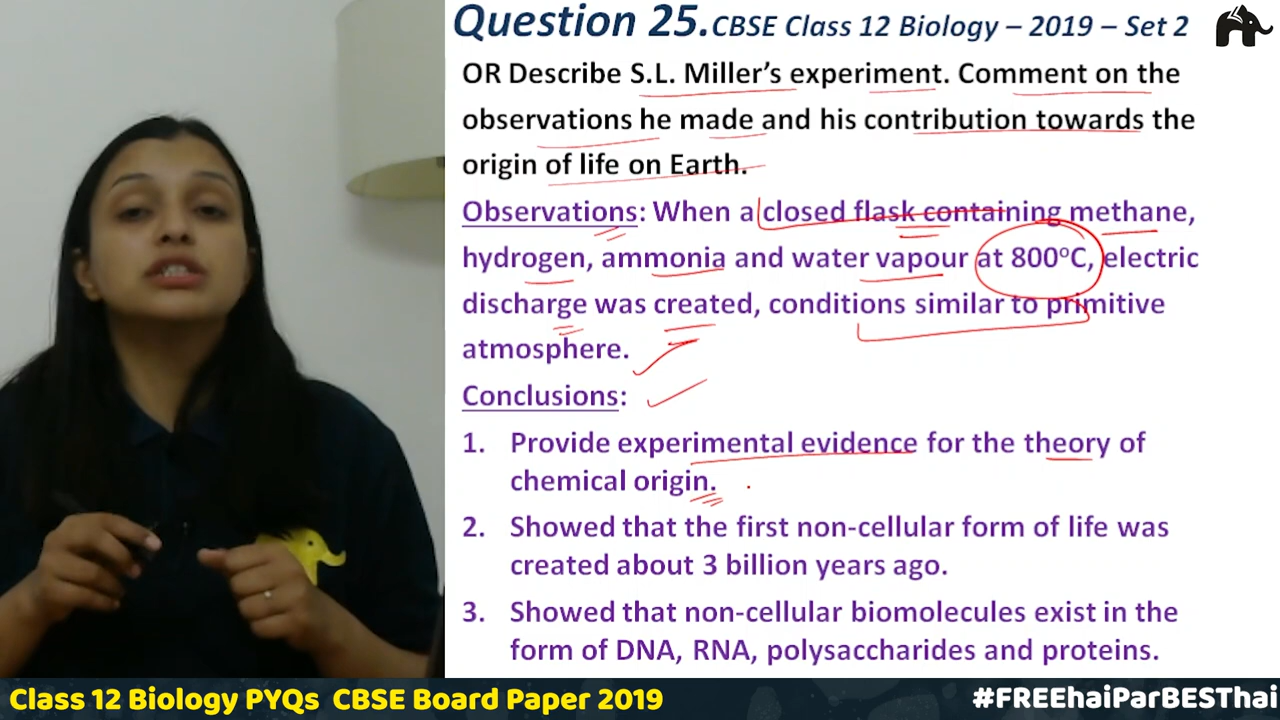 Question 25. CBSE Class 12 Biology – 2019 – Set 2
OR Describe S.L. Miller’s experiment. Comment on the
observations he made and his contribution towards the
origin of life on Earth.
Observations: When a closed flask containing methane,
hydrogen, ammonia and water vapour at 800°C, electric
discharge was created, conditions similar to primitive
atmosphere.
Conclusions:
1. Provide experimental evidence for the theory of
chemical origin.
2. Showed that the first non-cellular form of life was
created about 3 billion years ago.
3. Showed that non-cellular biomolecules exist in the
form of DNA, RNA, polysaccharides and proteins.
Class 12 Biology PYQs CBSE Board Paper 2019
#FREEhaiParBESThai